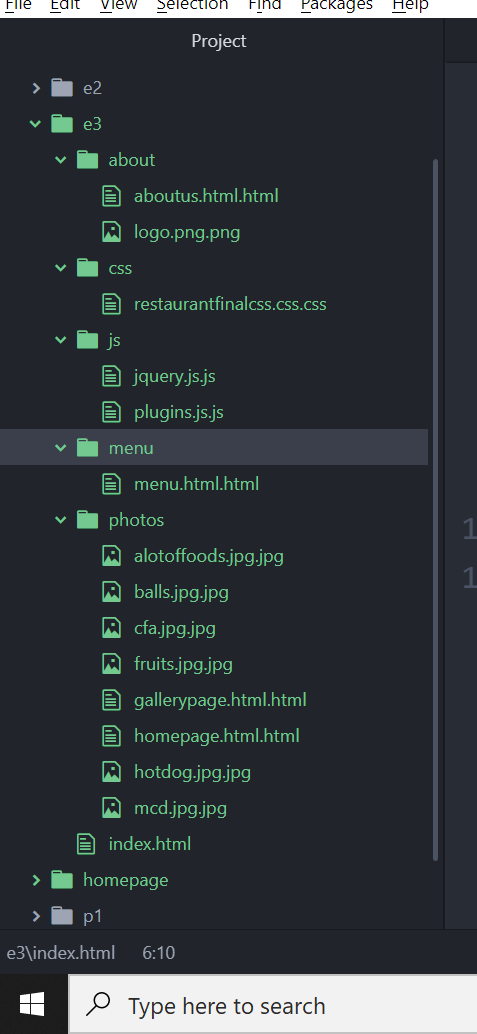 File Edit View Selection Find Packages Help
Project
e2
e3
about
aboutus.html.html
logo.png.png
css
restaurantfinalcss.css.css
js
jquery.js.js
plugins.js.js
menu
menu.html.html
photos
alotoffoods.jpg.jpg
balls.jpg.jpg
cfa.jpg.jpg
fruits.jpg.jpg
gallerypage.html.html
homepage.html.html
hotdog.jpg.jpg
mcd.jpg.jpg
index.html
homepage
p1
e3\index.html 6:10
Type here to search